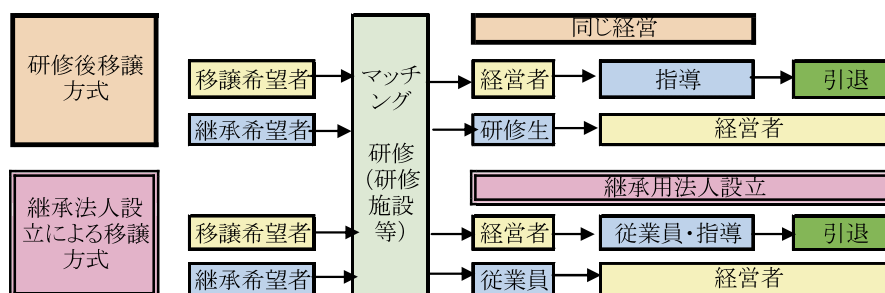 同じ経営
研修後移譲
方式
移譲希望者
マッチ
ング
経営者
指導
引退
継承希望者
研修生
経営者
研修
(研修
施設
等)
継承用法人設立
継承法人設
立による移譲
方式
移譲希望者
経営者
従業員・指導
引退
継承希望者
従業員
経営者